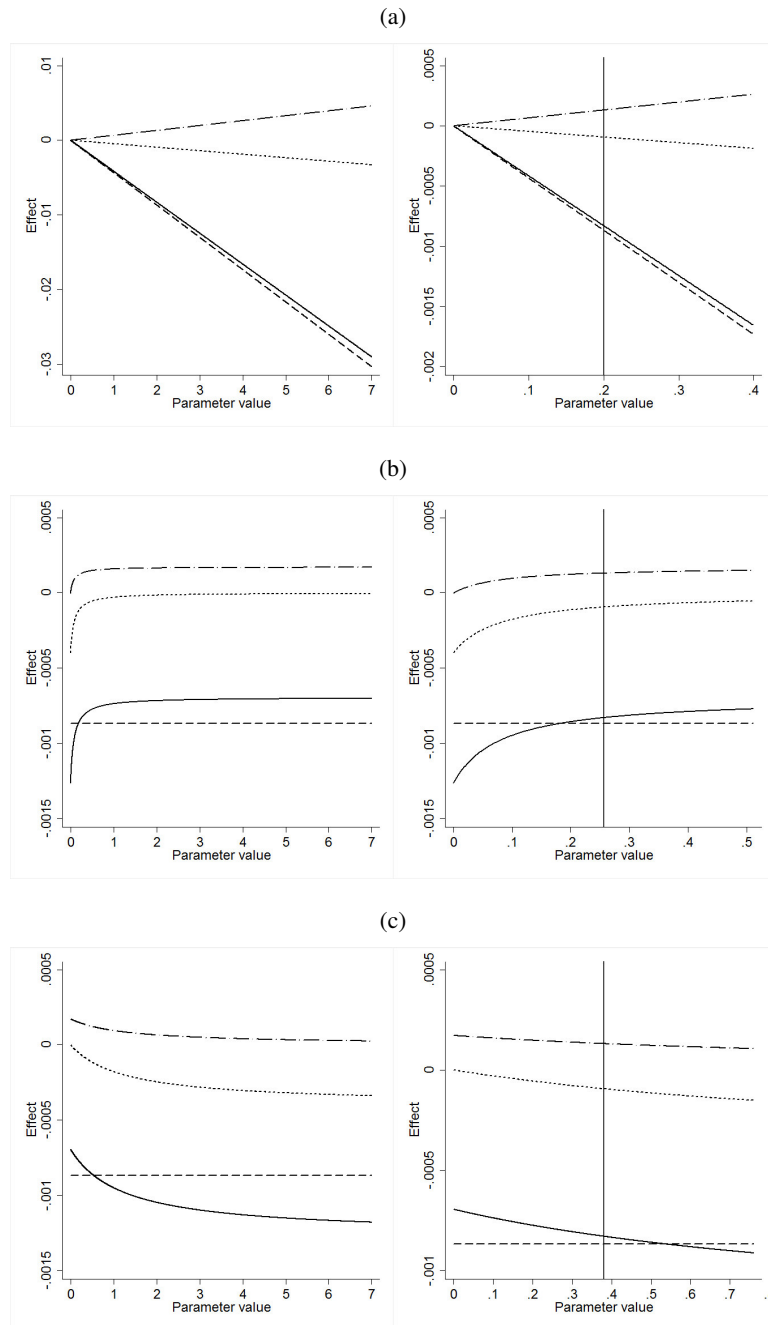 (a)
.01
0
-.01
-.02
-.03
Effect
0 1 2 3 4 5 6 7
Parameter value
.0005
0
-.0005
-.001
-.0015
-.002
Effect
0 .1 .2 .3 .4
Parameter value
(b)
.0005
0
-.0005
-.001
-.0015
Effect
0 1 2 3 4 5 6 7
Parameter value
.0005
0
-.0005
-.001
-.0015
Effect
0 .1 .2 .3 .4 .5
Parameter value
(c)
.0005
0
-.0005
-.001
-.0015
Effect
0 1 2 3 4 5 6 7
Parameter value
.0005
0
-.0005
-.001
Effect
0 .1 .2 .3 .4 .5 .6 .7
Parameter value